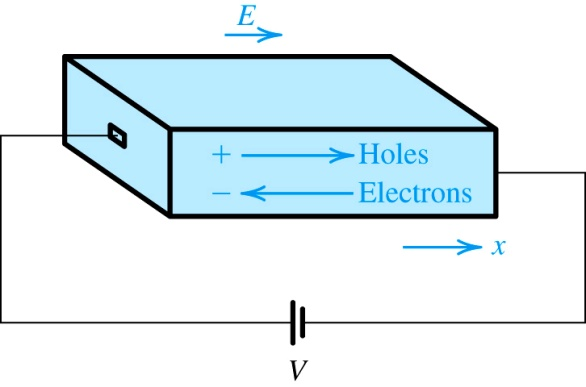 E
+ Holes
− Electrons
x
V